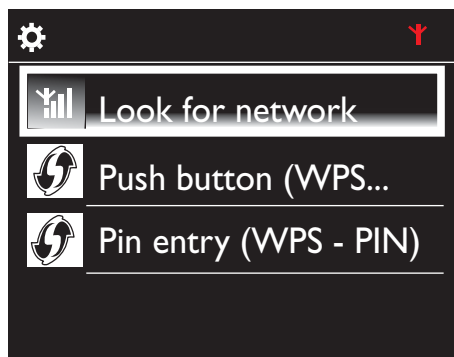 Look for network
Push button (WPS...
Pin entry (WPS - PIN)